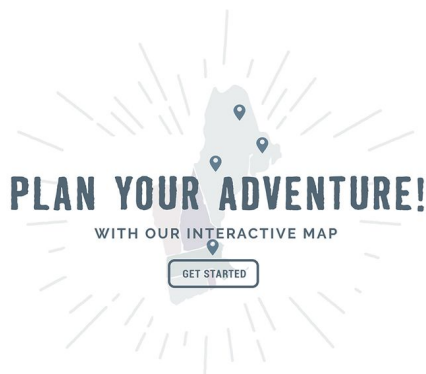 PLAN YOUR ADVENTURE!
WITH OUR INTERACTIVE MAP
GET STARTED